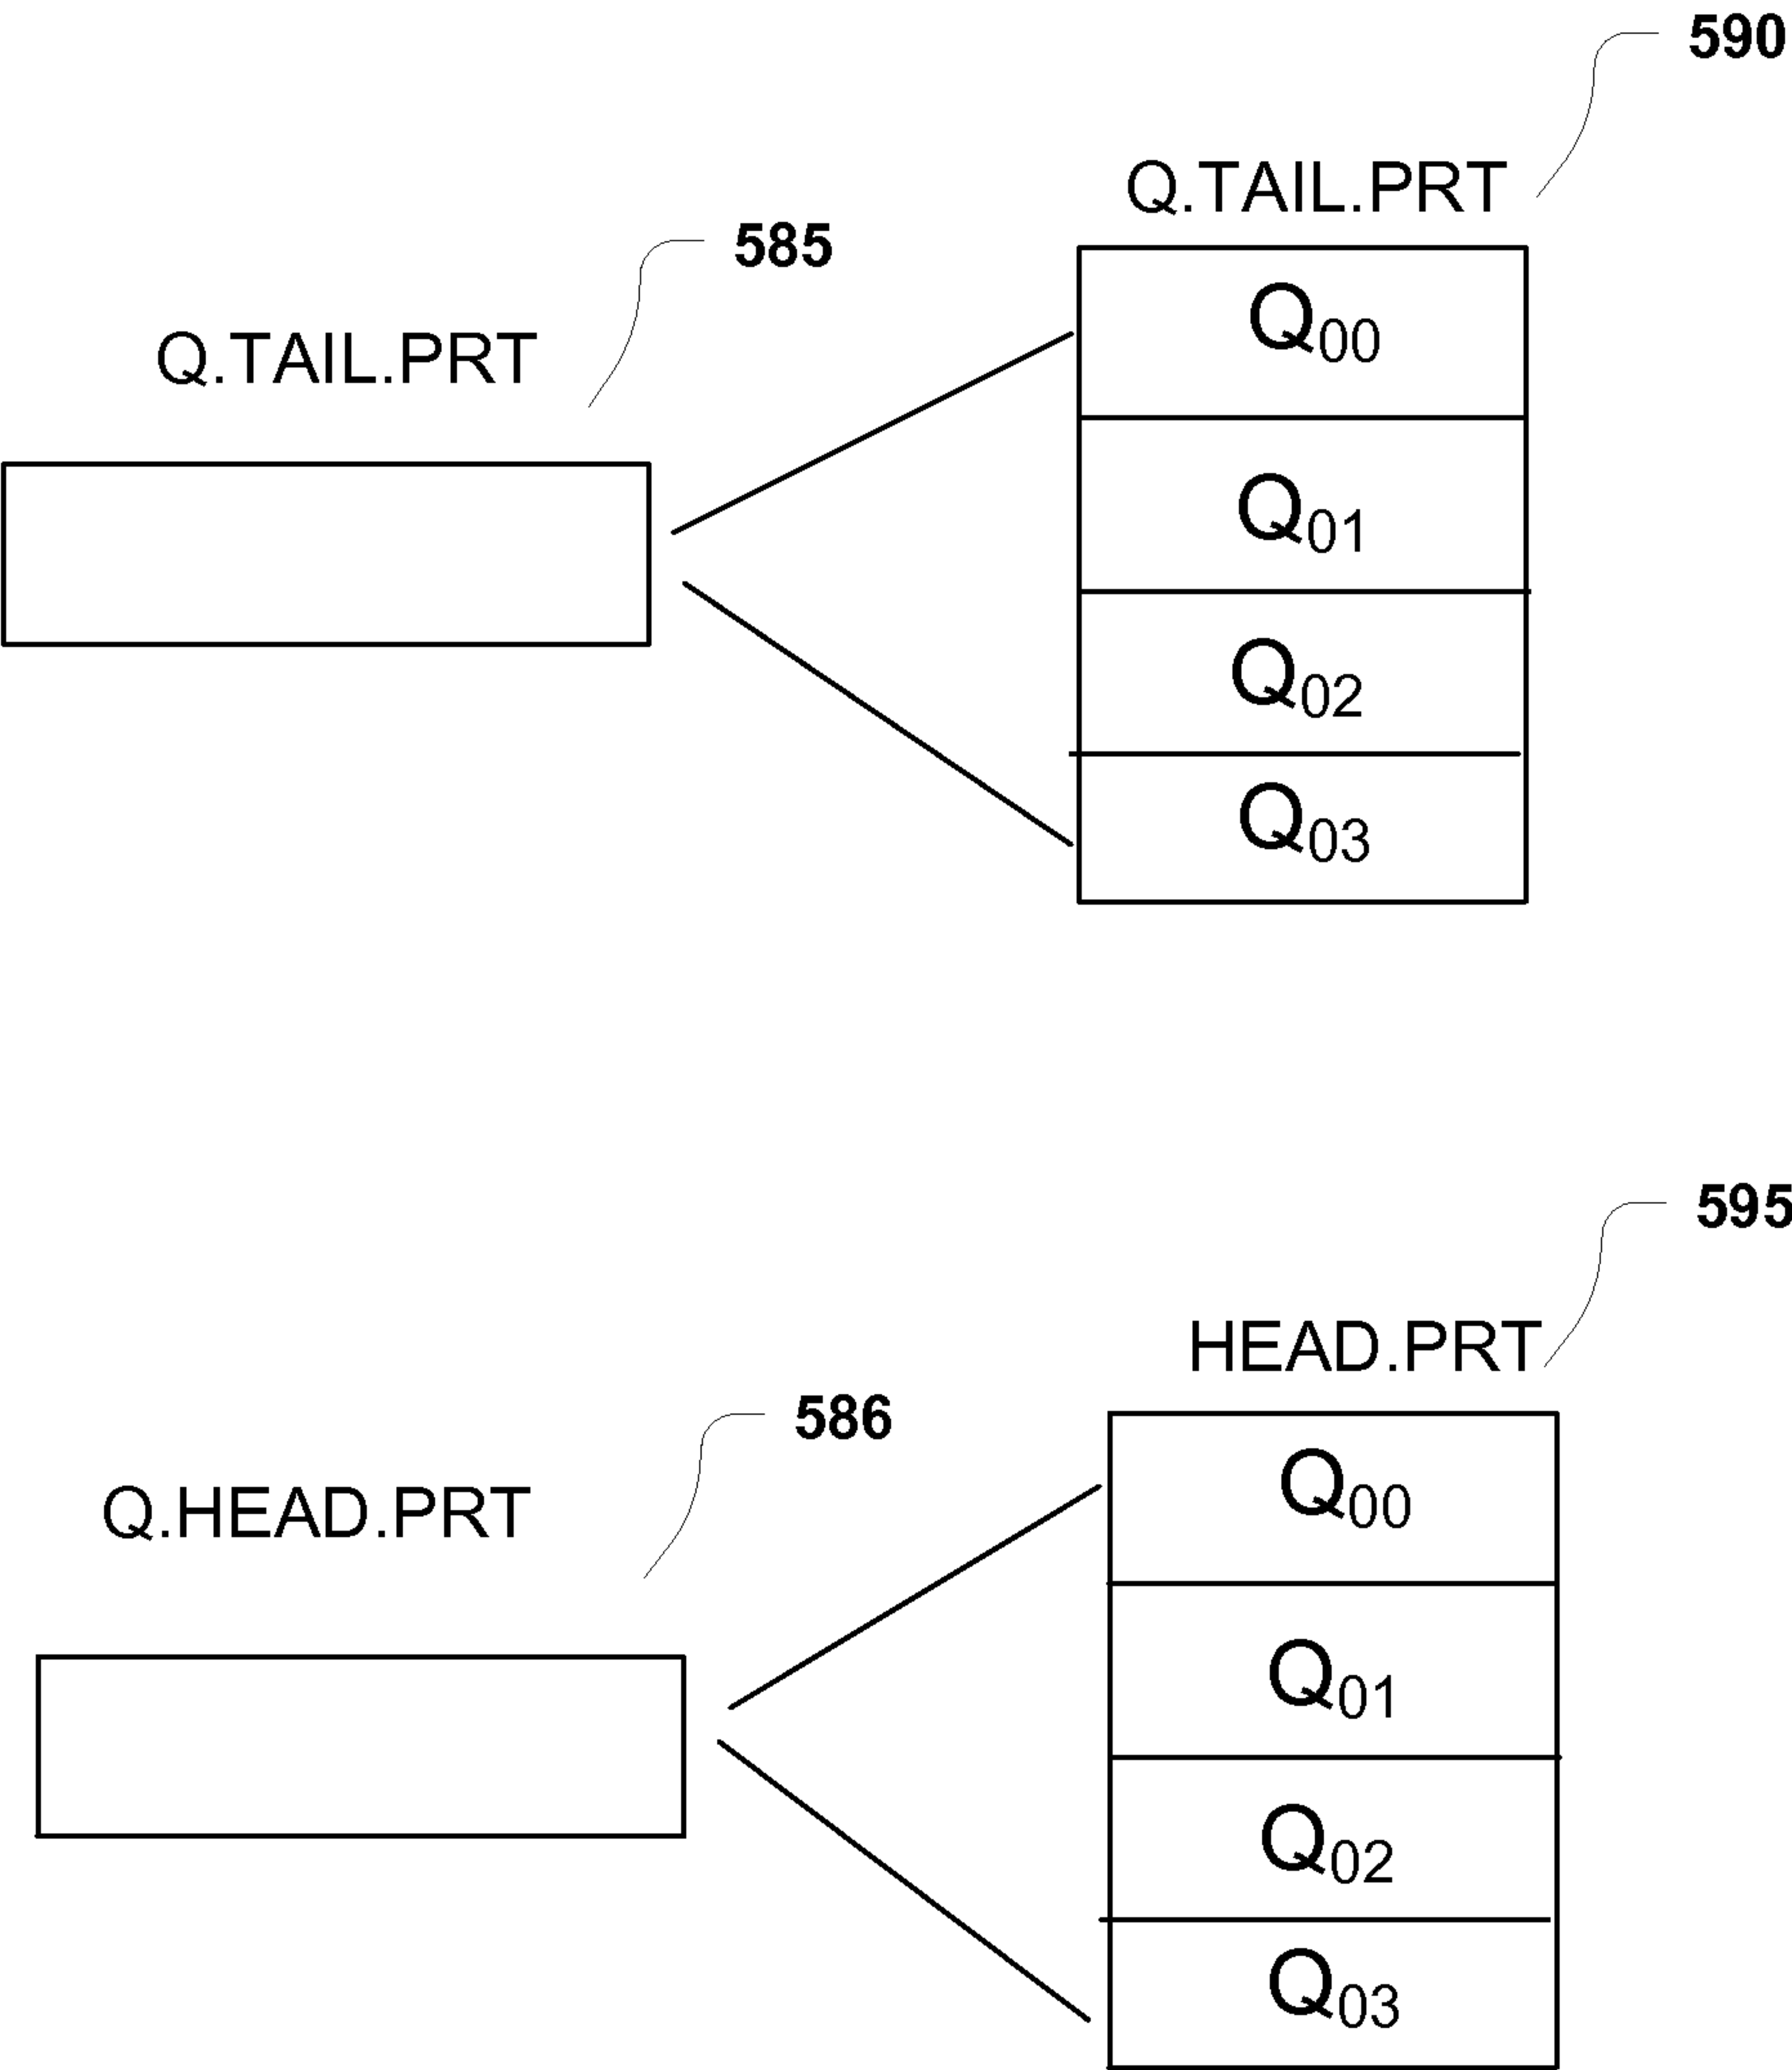 590
Q.TAIL.PRT
585
Q.TAIL.PRT
Q00
Q01
Q02
Q03
595
HEAD.PRT
586
Q.HEAD.PRT
Q00
Q01
Q02
Q03